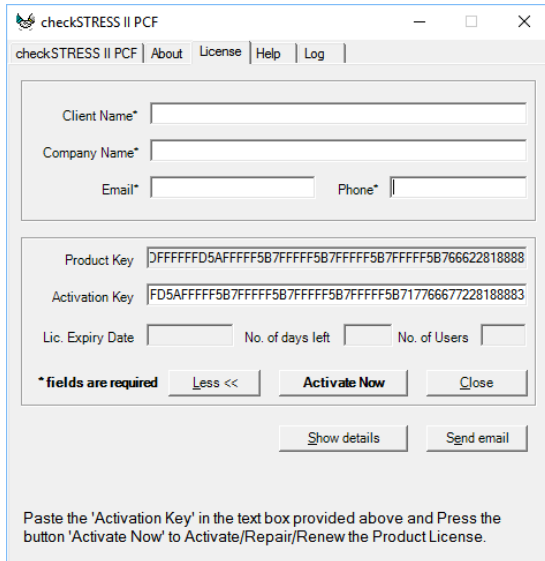 checkSTRESS II PCF
checkSTRESS II PCF About License Help Log
Client Name*
Company Name*
Email* Phone*
Product Key DFFFFFFD5AFFFFF5B7FFFFF5B7FFFFF5B7FFFFF5B766622818888
Activation Key FD5AFFFFF5B7FFFFF5B7FFFFF5B7FFFFF5B717766677228188883
Lic. Expiry Date No. of days left No. of Users
* fields are required Less << Activate Now Close
Show details Send email
Paste the 'Activation Key' in the text box provided above and Press the
button 'Activate Now' to Activate/Repair/Renew the Product License.